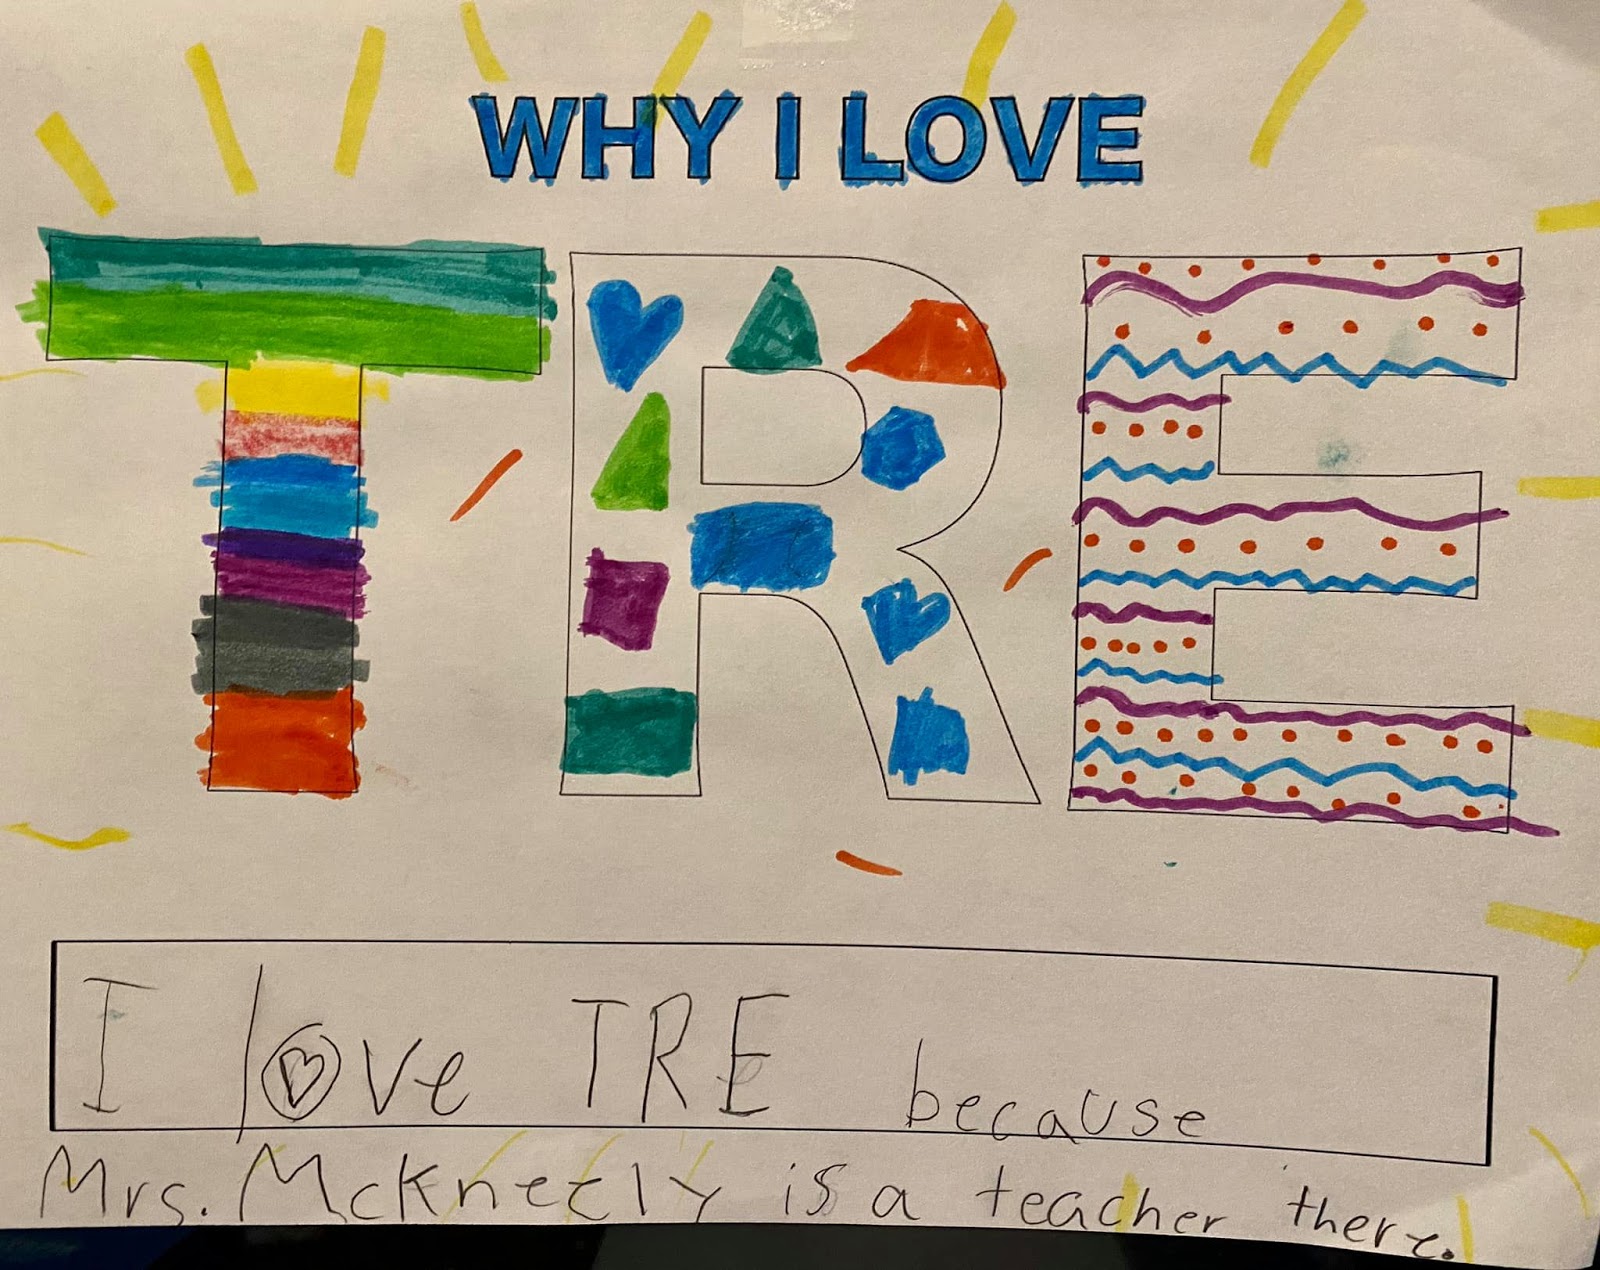 WHY I LOVE
TRE
I love TRE because
Mrs. McKneely is a teacher there.